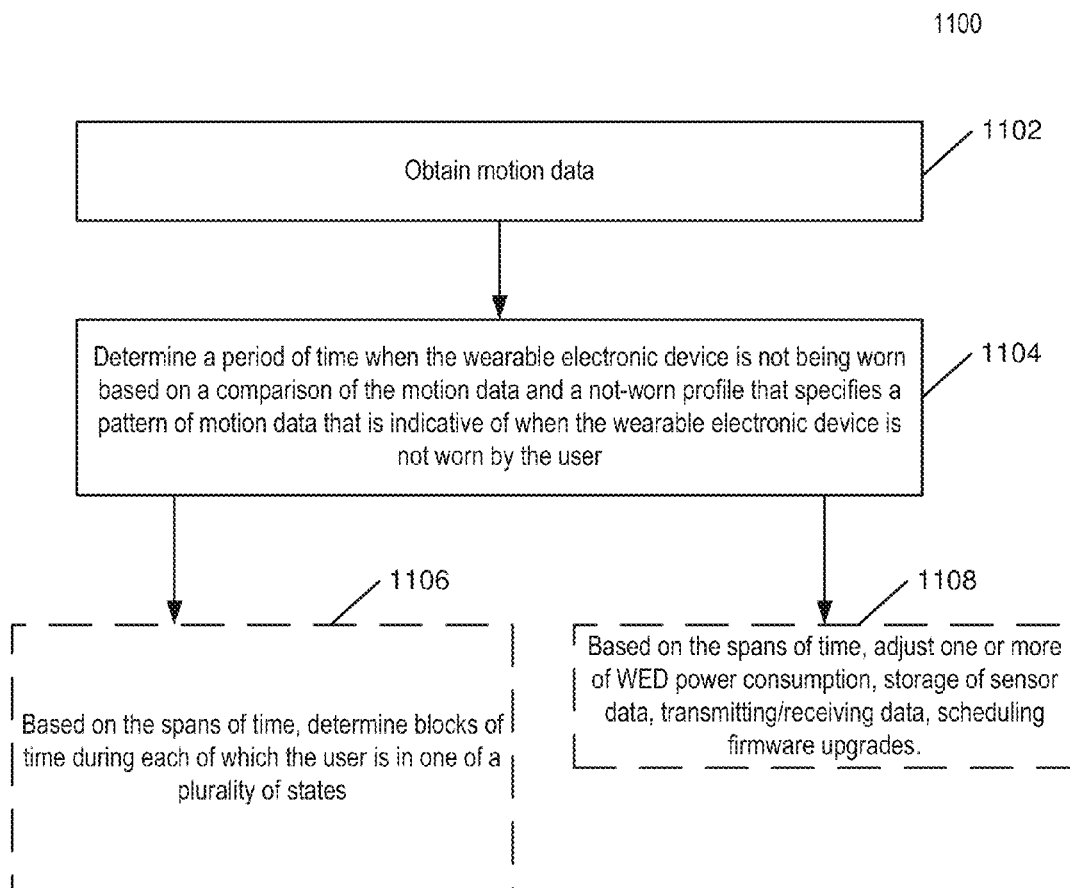 1100
Obtain motion data
1102
Determine a period of time when the wearable electronic device is not being worn
based on a comparison of the motion data and a not-worn profile that specifies a
pattern of motion data that is indicative of when the wearable electronic device is
not worn by the user
1104
1106
Based on the spans of time, determine blocks of
time during each of which the user is in one of a
plurality of states
1108
Based on the spans of time, adjust one or more
of WED power consumption, storage of sensor
data, transmitting/receiving data, scheduling
firmware upgrades.